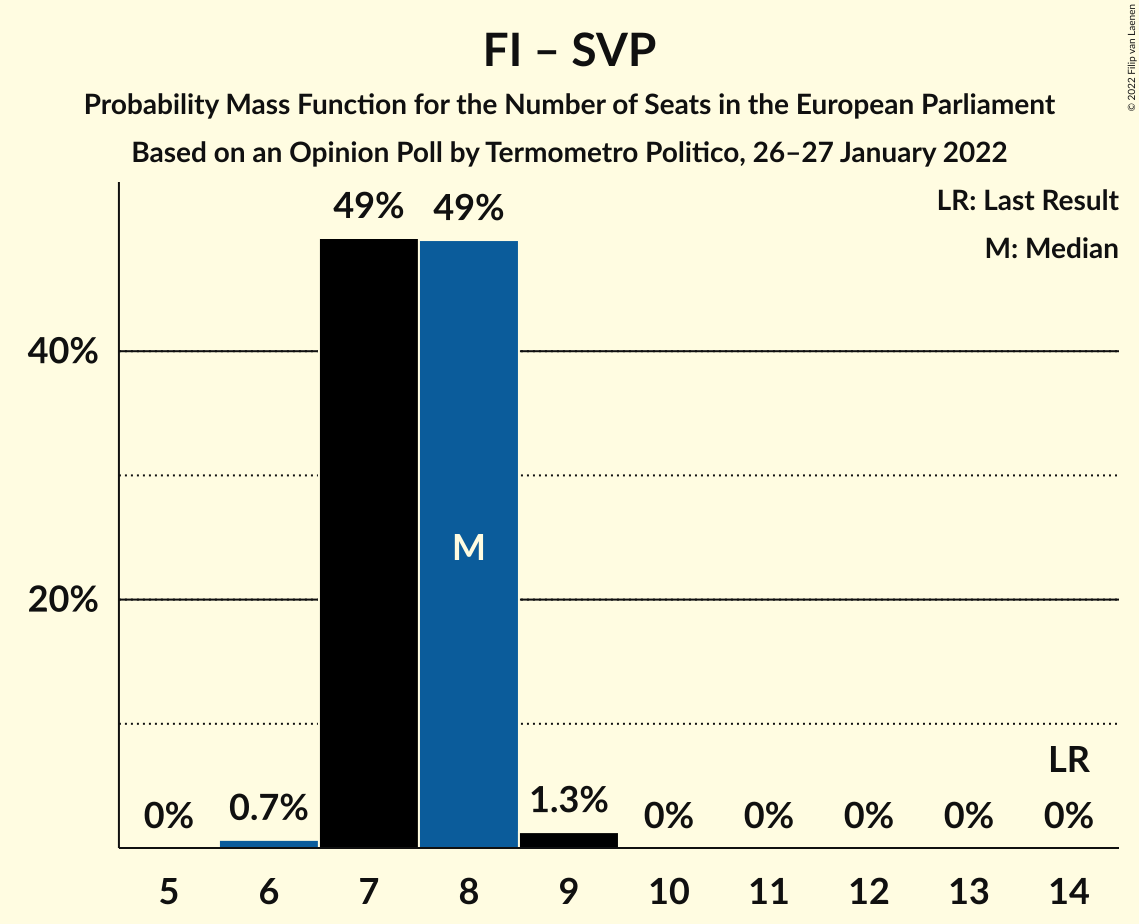 FI – SVP
Probability Mass Function for the Number of Seats in the European Parliament
Based on an Opinion Poll by Termometro Politico, 26–27 January 2022
© 2022 Filip van Laenen
LR: Last Result
M: Median
49% 49%
40%
M
20%
LR
0% 0.7% 1.3% 0% 0% 0% 0% 0%
5 6 7 8 9 10 11 12 13 14